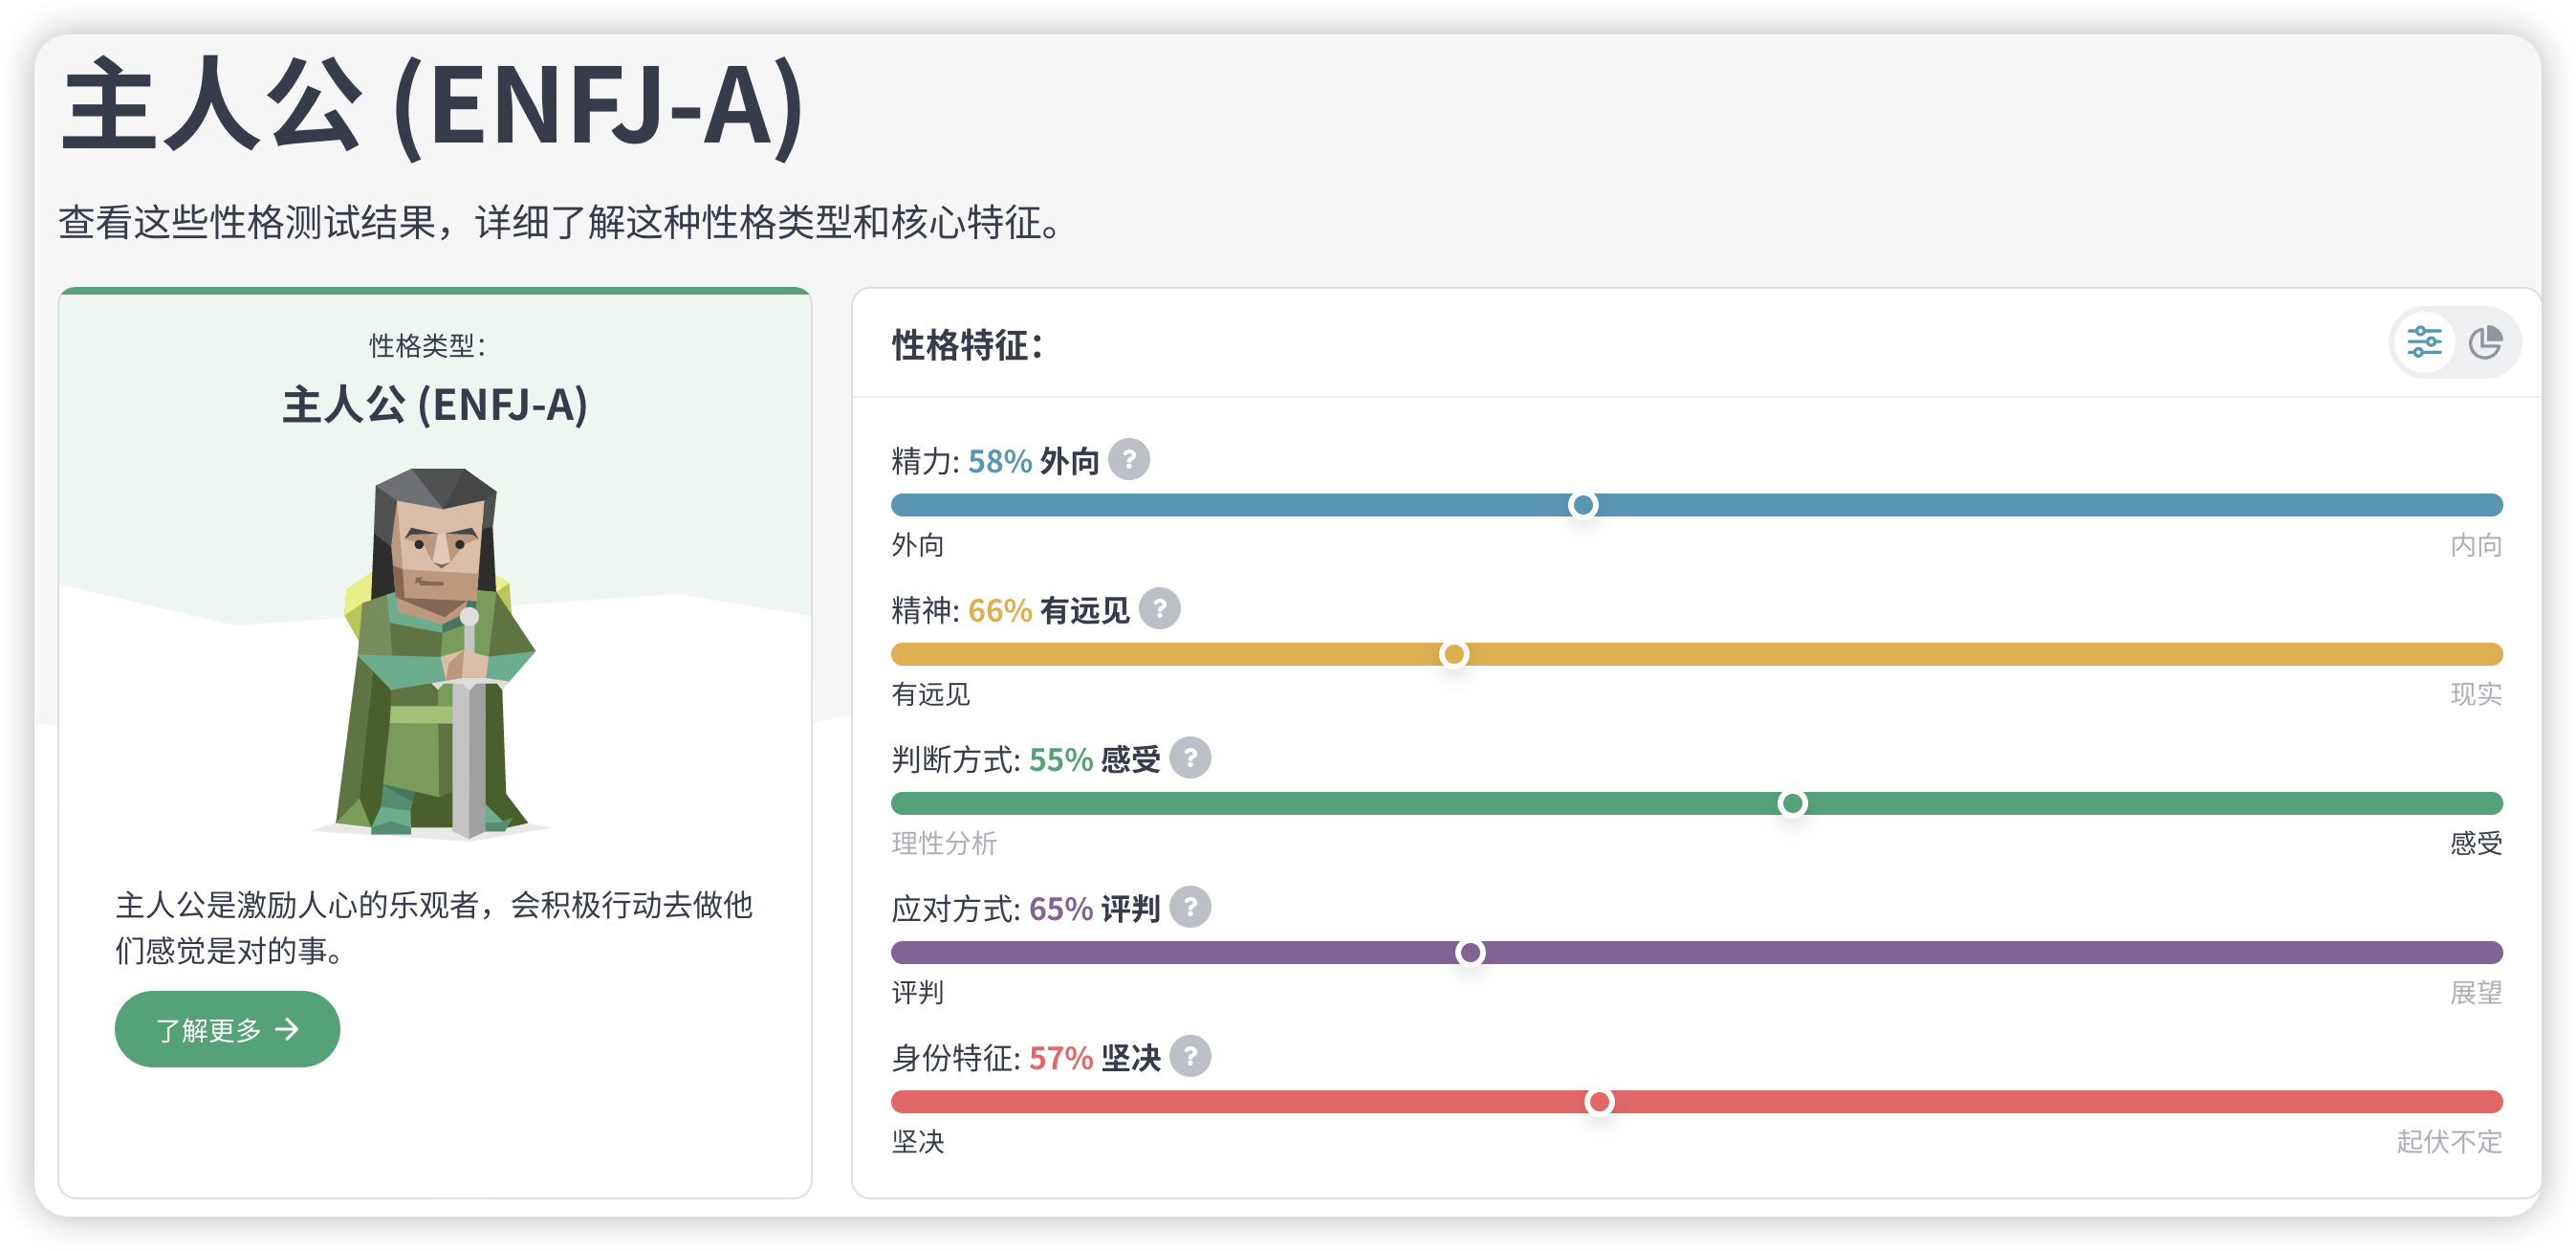 主人公 (ENFJ-A)
查看这些性格测试结果，详细了解这种性格类型和核心特征。
性格类型：
主人公 (ENFJ-A)
主人公是激励人心的乐观者，会积极行动去做他
们感觉是对的事。
了解更多 →
性格特征：
精力: 58% 外向 ?
外向 内向
精神: 66% 有远见 ?
有远见 现实
判断方式: 55% 感受 ?
理性分析 感受
应对方式: 65% 评判 ?
评判 展望
身份特征: 57% 坚决 ?
坚决 起伏不定